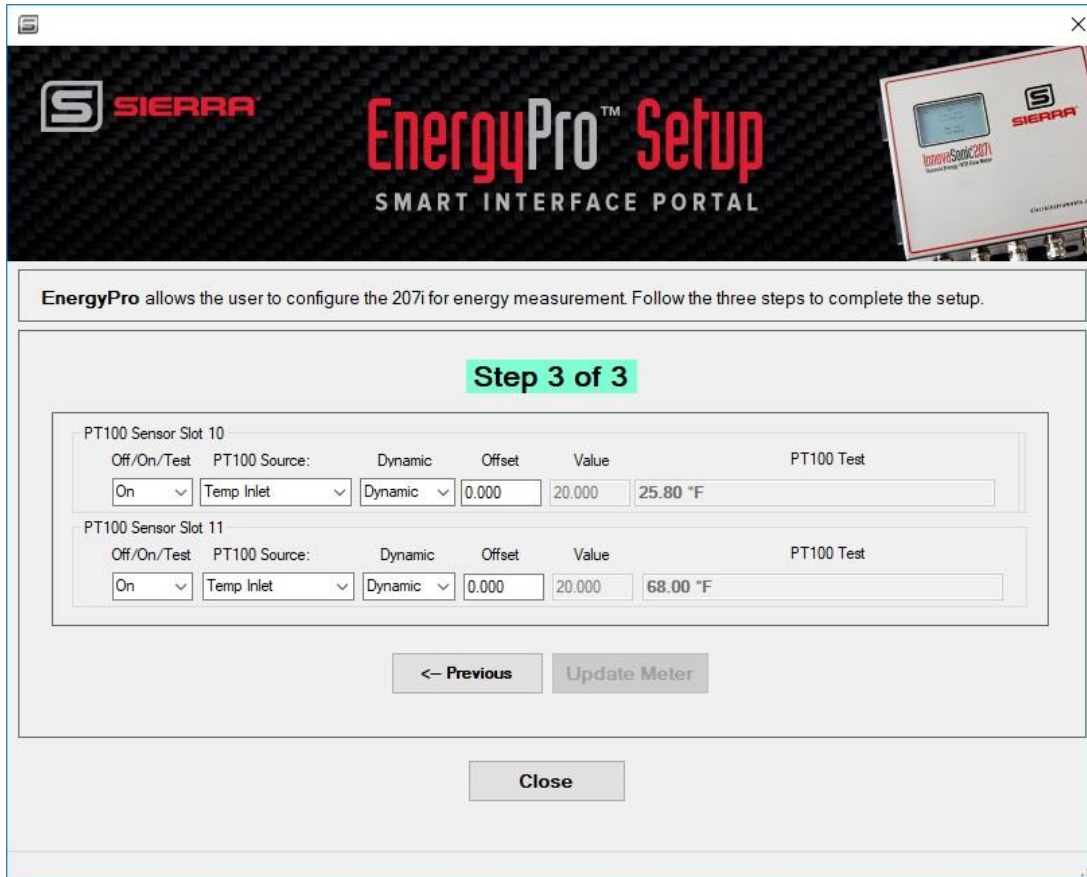 SIERRA
EnergyPro™ Setup
SMART INTERFACE PORTAL
SIERRA
InnovaSonic 207i
EnergyPro allows the user to configure the 207i for energy measurement. Follow the three steps to complete the setup.
Step 3 of 3
PT100 Sensor Slot 10
Off/On/Test PT100 Source: Dynamic Offset Value PT100 Test
On Temp Inlet Dynamic 0.000 20.000 25.80 °F
PT100 Sensor Slot 11
Off/On/Test PT100 Source: Dynamic Offset Value PT100 Test
On Temp Inlet Dynamic 0.000 20.000 68.00 °F
<-- Previous Update Meter
Close